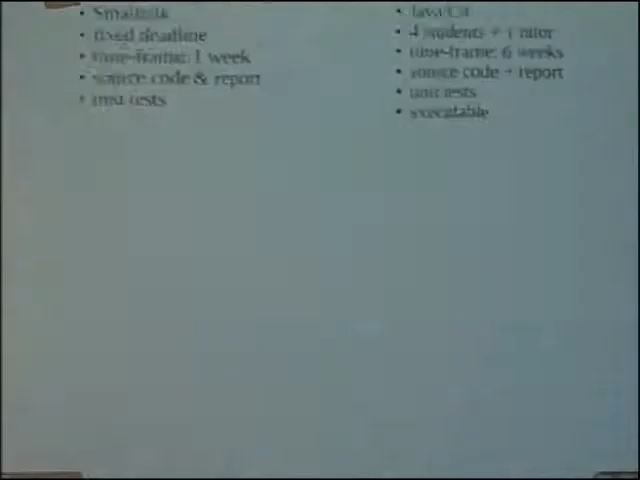 • Smalltalk
• fixed deadline
• time-frame: 1 week
• source code & report
• unit tests
• Java/C#
• 4 students + 1 tutor
• time-frame: 6 weeks
• source code + report
• unit tests
• executable